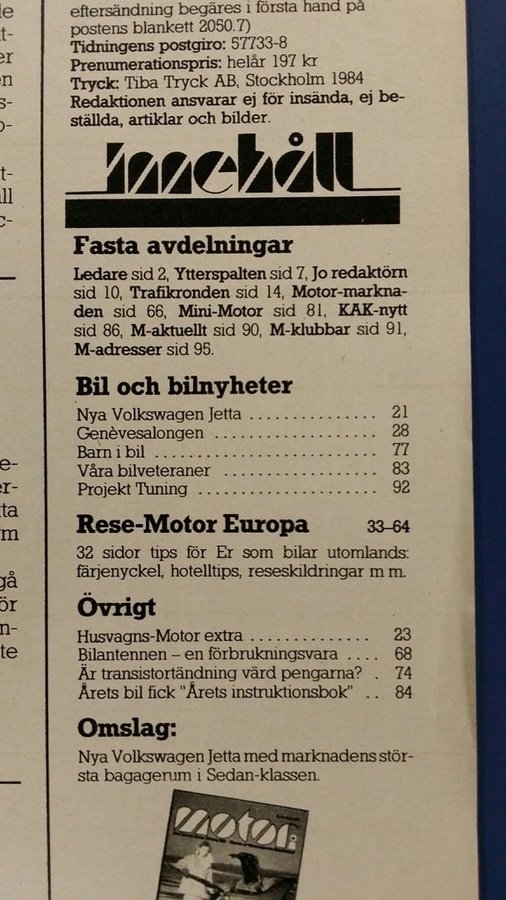 eftersändning begäres i första hand på
postens blankett 2050.7)
Tidningens postgiro: 57733-8
Prenumerationspris: helår 197 kr
Tryck: Tiba Tryck AB, Stockholm 1984
Redaktionen ansvarar ej för insända, ej be-
ställda, artiklar och bilder.
innehåll
Fasta avdelningar
Ledare sid 2, Ytterspalten sid 7, Jo redaktörn
sid 10, Trafikronden sid 14, Motor-markna-
den sid 66, Mini-Motor sid 81, KAK-nytt
sid 86, M-aktuellt sid 90, M-klubbar sid 91,
M-adresser sid 95.
Bil och bilnyheter
Nya Volkswagen Jetta ............... 21
Genèvesalongen ................... 28
Barn i bil .......................... 77
Våra bilveteraner .................. 83
Projekt Tuning ..................... 92
Rese-Motor Europa 33–64
32 sidor tips för Er som bilar utomlands:
färjenyckel, hotelltips, reseskildringar m m.
Övrigt
Husvagns-Motor extra .............. 23
Bilantennen – en förbrukningsvara .... 68
Är transistortändning värd pengarna? . 74
Årets bil fick "Årets instruktionsbok" .. 84
Omslag:
Nya Volkswagen Jetta med marknadens stör-
sta bagagerum i Sedan-klassen.
motor